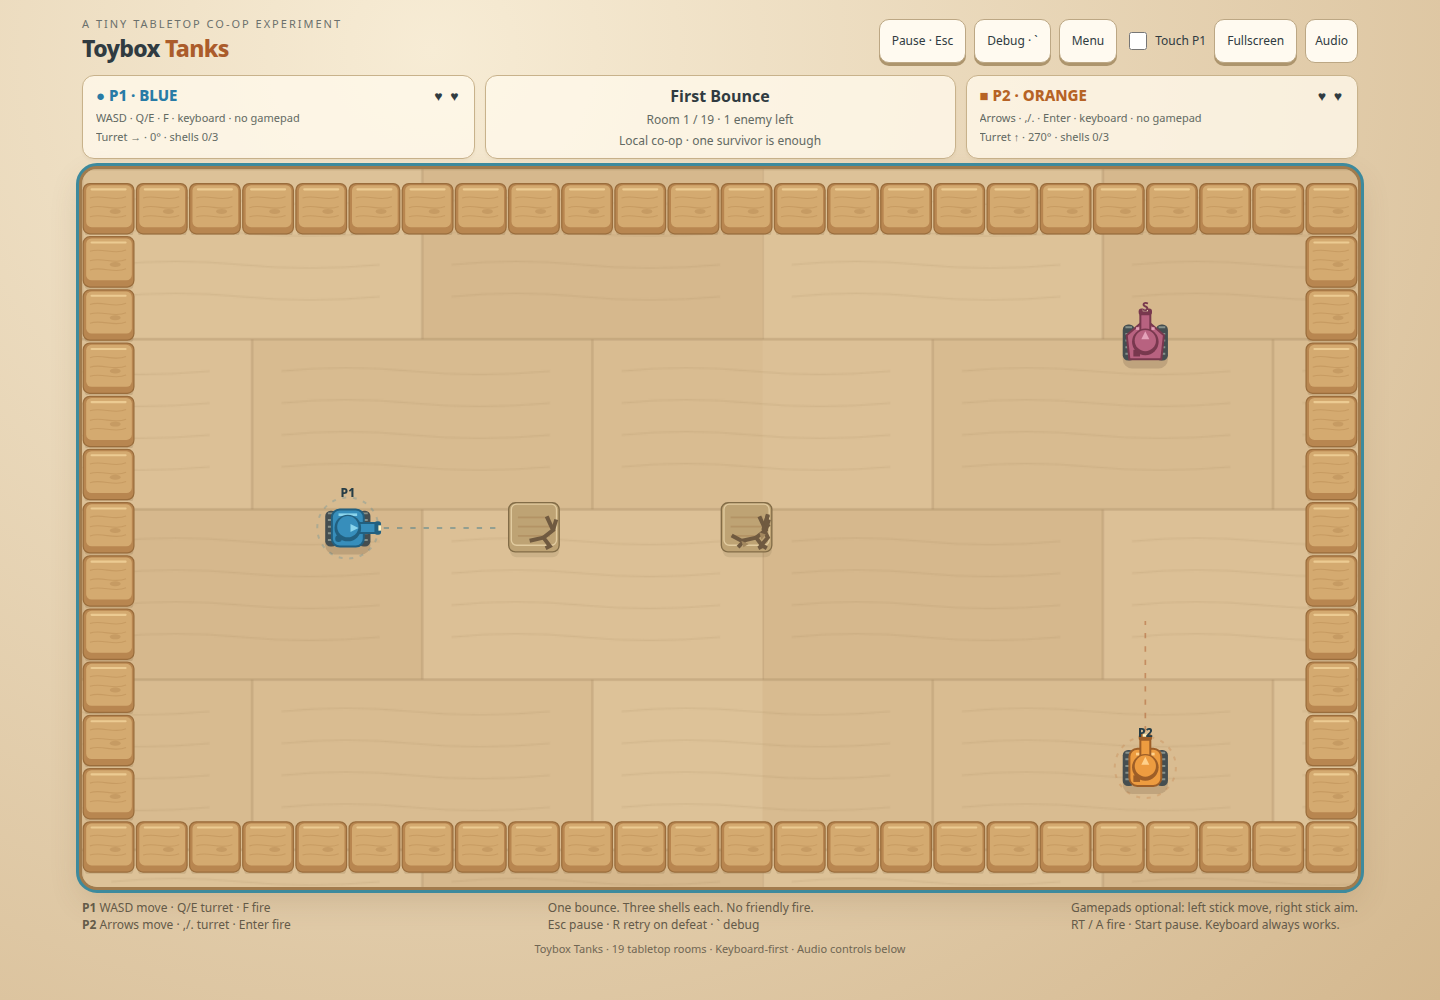 A TINY TABLETOP CO-OP EXPERIMENT
Toybox Tanks
Pause · Esc
Debug · `
Menu
Touch P1
Fullscreen
Audio
● P1 · BLUE
♥ ♥
WASD · Q/E · F · keyboard · no gamepad
Turret → · 0° · shells 0/3
First Bounce
Room 1 / 19 · 1 enemy left
Local co-op · one survivor is enough
■ P2 · ORANGE
♥ ♥
Arrows · ,/. · Enter · keyboard · no gamepad
Turret ↑ · 270° · shells 0/3
S
P1
P2
P1 WASD move · Q/E turret · F fire
P2 Arrows move · ,/. turret · Enter fire
One bounce. Three shells each. No friendly fire.
Esc pause · R retry on defeat · ` debug
Gamepads optional: left stick move, right stick aim.
RT / A fire · Start pause. Keyboard always works.
Toybox Tanks · 19 tabletop rooms · Keyboard-first · Audio controls below